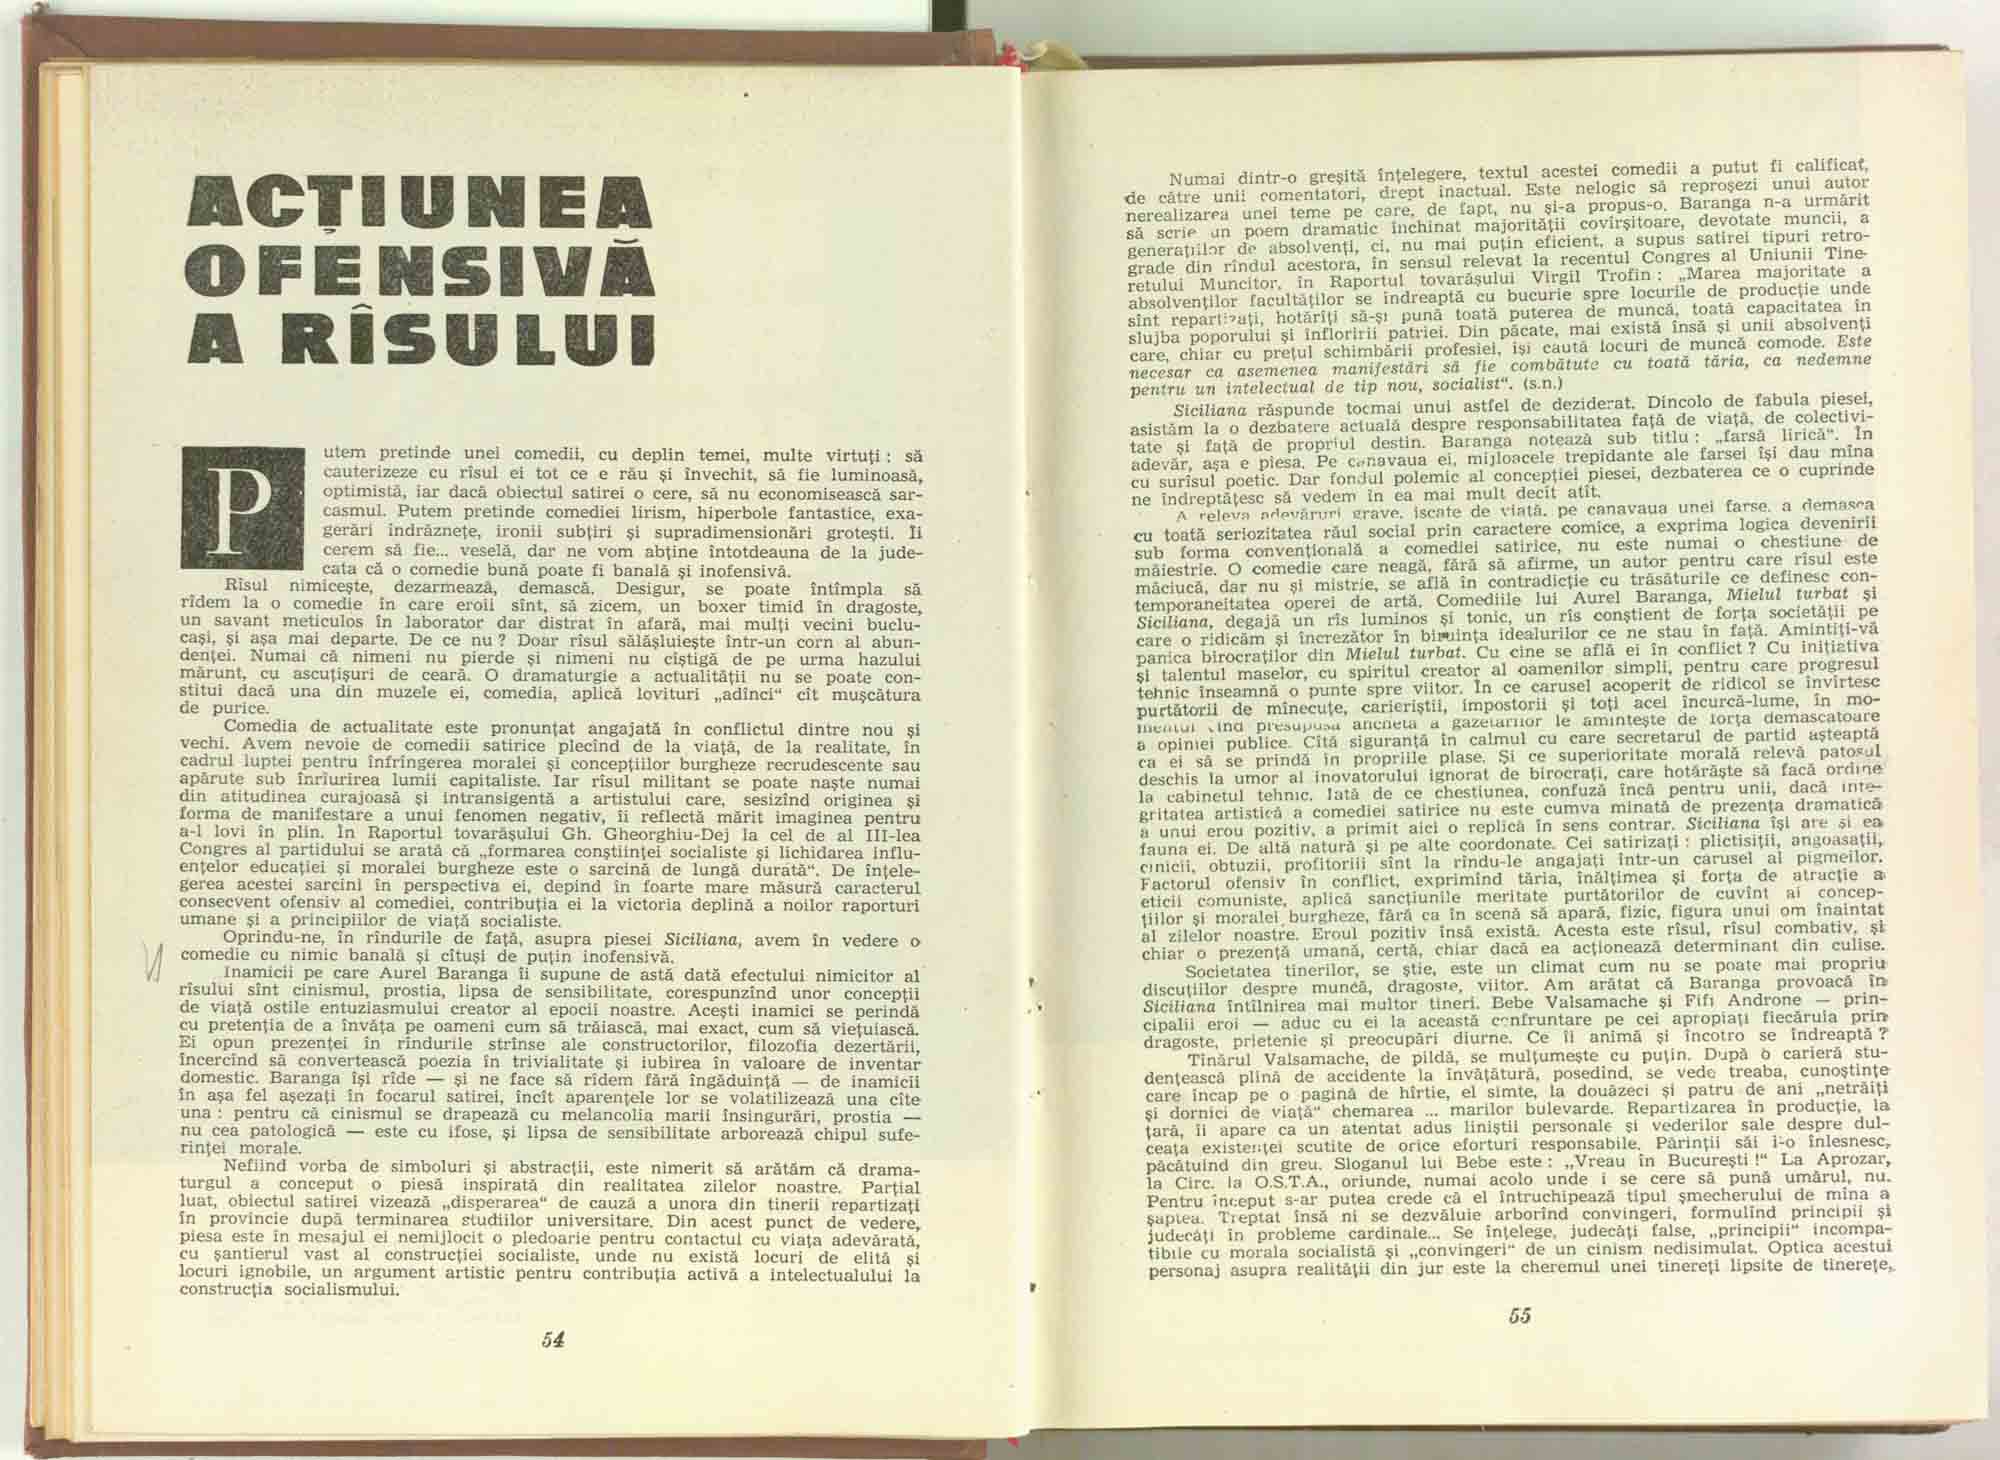 ACȚIUNEA
OFENSIVĂ
A RÎSULUI
Putem pretinde unei comedii, cu deplin temei, multe virtuți : să
cauterizeze cu rîsul ei tot ce e rău și învechit, să fie luminoasă,
optimistă, iar dacă obiectul satirei o cere, să nu economisească sar-
casmul. Putem pretinde comediei lirism, hiperbole fantastice, exa-
gerări îndrăznețe, ironii subțiri și supradimensionări grotești. Îi
cerem să fie... veselă, dar ne vom abține întotdeauna de la jude-
cata că o comedie bună poate fi banală și inofensivă.
Rîsul nimicește, dezarmează, demască. Desigur, se poate întîmpla să
rîdem la o comedie în care eroii sînt, să zicem, un boxer timid în dragoste,
un savant meticulos în laborator dar distrat în afară, mai mulți vecini buclu-
cași, și așa mai departe. De ce nu ? Doar rîsul sălășluiește într-un corn al abun-
denței. Numai că nimeni nu pierde și nimeni nu cîștigă de pe urma hazului
mărunt, cu ascuțișuri de ceară. O dramaturgie a actualității nu se poate con-
stitui dacă una din muzele ei, comedia, aplică lovituri „adînci“ cît mușcătura
de purice.
Comedia de actualitate este pronunțat angajată în conflictul dintre nou și
vechi. Avem nevoie de comedii satirice plecînd de la viață, de la realitate, în
cadrul luptei pentru înfrîngerea moralei și concepțiilor burgheze recrudescente sau
apărute sub înrîurirea lumii capitaliste. Iar rîsul militant se poate naște numai
din atitudinea curajoasă și intransigentă a artistului care, sesizînd originea și
forma de manifestare a unui fenomen negativ, îi reflectă mărit imaginea pentru
a-l lovi în plin. În Raportul tovarășului Gh. Gheorghiu-Dej la cel de al III-lea
Congres al partidului se arată că „formarea conștiinței socialiste și lichidarea influ-
ențelor educației și moralei burgheze este o sarcină de lungă durată“. De înțele-
gerea acestei sarcini în perspectiva ei, depind în foarte mare măsură caracterul
consecvent ofensiv al comediei, contribuția ei la victoria deplină a noilor raporturi
umane și a principiilor de viață socialiste.
Oprindu-ne, în rîndurile de față, asupra piesei Siciliana, avem în vedere o
comedie cu nimic banală și cîtuși de puțin inofensivă.
Inamicii pe care Aurel Baranga îi supune de astă dată efectului nimicitor al
rîsului sînt cinismul, prostia, lipsa de sensibilitate, corespunzînd unor concepții
de viață ostile entuziasmului creator al epocii noastre. Acești inamici se perindă
cu pretenția de a învăța pe oameni cum să trăiască, mai exact, cum să viețuiască.
Ei opun prezenței în rîndurile strînse ale constructorilor, filozofia dezertării,
încercînd să convertească poezia în trivialitate și iubirea în valoare de inventar
domestic. Baranga își rîde — și ne face să rîdem fără îngăduință — de inamicii
în așa fel așezați în focarul satirei, încît aparențele lor se volatilizează una cîte
una : pentru că cinismul se drapează cu melancolia marii însingurări, prostia —
nu cea patologică — este cu ifose, și lipsa de sensibilitate arborează chipul sufe-
rinței morale.
Nefiind vorba de simboluri și abstracții, este nimerit să arătăm că drama-
turgul a conceput o piesă inspirată din realitatea zilelor noastre. Parțial
luat, obiectul satirei vizează „disperarea“ de cauză a unora din tinerii repartizați
în provincie după terminarea studiilor universitare. Din acest punct de vedere,
piesa este în mesajul ei nemijlocit o pledoarie pentru contactul cu viața adevărată,
cu șantierul vast al construcției socialiste, unde nu există locuri de elită și
locuri ignobile, un argument artistic pentru contribuția activă a intelectualului la
construcția socialismului.
54
Numai dintr-o greșită înțelegere, textul acestei comedii a putut fi calificat,
de către unii comentatori, drept inactual. Este nelogic să reproșezi unui autor
nerealizarea unei teme pe care, de fapt, nu și-a propus-o. Baranga n-a urmărit
să scrie un poem dramatic închinat majorității covîrșitoare, devotate muncii, a
generațiilor de absolvenți, ci, nu mai puțin eficient, a supus satirei tipuri retro-
grade din rîndul acestora, în sensul relevat la recentul Congres al Uniunii Tine-
retului Muncitor, în Raportul tovarășului Virgil Trofin : „Marea majoritate a
absolvenților facultăților se îndreaptă cu bucurie spre locurile de producție unde
sînt repartizați, hotărîți să-și pună toată puterea de muncă, toată capacitatea în
slujba poporului și înfloririi patriei. Din păcate, mai există însă și unii absolvenți
care, chiar cu prețul schimbării profesiei, își caută locuri de muncă comode. Este
necesar ca asemenea manifestări să fie combătute cu toată tăria, ca nedemne
pentru un intelectual de tip nou, socialist“. (s.n.)
Siciliana răspunde tocmai unui astfel de deziderat. Dincolo de fabula piesei,
asistăm la o dezbatere actuală despre responsabilitatea față de viață, de colectivi-
tate și față de propriul destin. Baranga notează sub titlu : „farsă lirică“. În
adevăr, așa e piesa. Pe canavaua ei, mijloacele trepidante ale farsei își dau mîna
cu surîsul poetic. Dar fondul polemic al concepției piesei, dezbaterea ce o cuprinde
ne îndreptățesc să vedem în ea mai mult decît atît.
A releva adevăruri grave, iscate de viață, pe canavaua unei farse, a demasca
cu toată seriozitatea răul social prin caractere comice, a exprima logica devenirii
sub forma convențională a comediei satirice, nu este numai o chestiune de
măiestrie. O comedie care neagă, fără să afirme, un autor pentru care rîsul este
măciucă, dar nu și mistrie, se află în contradicție cu trăsăturile ce definesc con-
temporaneitatea operei de artă. Comediile lui Aurel Baranga, Mielul turbat și
Siciliana, degajă un rîs luminos și tonic, un rîs conștient de forța societății pe
care o ridicăm și încrezător în biruința idealurilor ce ne stau în față. Amintiți-vă
panica birocraților din Mielul turbat. Cu cine se află ei în conflict ? Cu inițiativa
și talentul maselor, cu spiritul creator al oamenilor simpli, pentru care progresul
tehnic înseamnă o punte spre viitor. În ce carusel acoperit de ridicol se învîrtesc
purtătorii de mînecuțe, carieriștii, impostorii și toți acei încurcă-lume, în mo-
mentul cînd presupusa anchetă a gazetarilor le amintește de forța demascatoare
a opiniei publice. Cîtă siguranță în calmul cu care secretarul de partid așteaptă
ca ei să se prindă în propriile plase. Și ce superioritate morală relevă patosul
deschis la umor al inovatorului ignorat de birocrați, care hotărăște să facă ordine
la cabinetul tehnic. Iată de ce chestiunea, confuză încă pentru unii, dacă inte-
gritatea artistică a comediei satirice nu este cumva minată de prezența dramatică
a unui erou pozitiv, a primit aici o replică în sens contrar. Siciliana își are și ea
fauna ei. De altă natură și pe alte coordonate. Cei satirizați : plictisiții, angoasații,
cinicii, obtuzii, profitorii sînt la rîndu-le angajați într-un carusel al pigmeilor.
Factorul ofensiv în conflict, exprimînd tăria, înălțimea și forța de atracție a
eticii comuniste, aplică sancțiunile meritate purtătorilor de cuvînt ai concep-
țiilor și moralei burgheze, fără ca în scenă să apară, fizic, figura unui om înaintat
al zilelor noastre. Eroul pozitiv însă există. Acesta este rîsul, rîsul combativ, și
chiar o prezență umană, certă, chiar dacă ea acționează determinant din culise.
Societatea tinerilor, se știe, este un climat cum nu se poate mai propriu
discuțiilor despre muncă, dragoste, viitor. Am arătat că Baranga provoacă în
Siciliana întîlnirea mai multor tineri. Bebe Valsamache și Fifi Androne — prin-
cipalii eroi — aduc cu ei la această confruntare pe cei apropiați fiecăruia prin
dragoste, prietenie și preocupări diurne. Ce îi animă și încotro se îndreaptă ?
Tînărul Valsamache, de pildă, se mulțumește cu puțin. După o carieră stu-
dențească plină de accidente la învățătură, posedînd, se vede treaba, cunoștințe
care încap pe o pagină de hîrtie, el simte, la douăzeci și patru de ani „netrăiți
și dornici de viață“ chemarea ... marilor bulevarde. Repartizarea în producție, la
țară, îi apare ca un atentat adus liniștii personale și vederilor sale despre dul-
ceața existenței scutite de orice eforturi responsabile. Părinții săi i-o înlesnesc,
păcătuind din greu. Sloganul lui Bebe este : „Vreau în București !“ La Aprozar,
la Circ. la O.S.T.A., oriunde, numai acolo unde i se cere să pună umărul, nu.
Pentru început s-ar putea crede că el întruchipează tipul șmecherului de mîna a
șaptea. Treptat însă ni se dezvăluie arborînd convingeri, formulînd principii și
judecăți în probleme cardinale... Se înțelege, judecăți false, „principii“ incompa-
tibile cu morala socialistă și „convingeri“ de un cinism nedisimulat. Optica acestui
personaj asupra realității din jur este la cheremul unei tinereți lipsite de tinerețe,
55